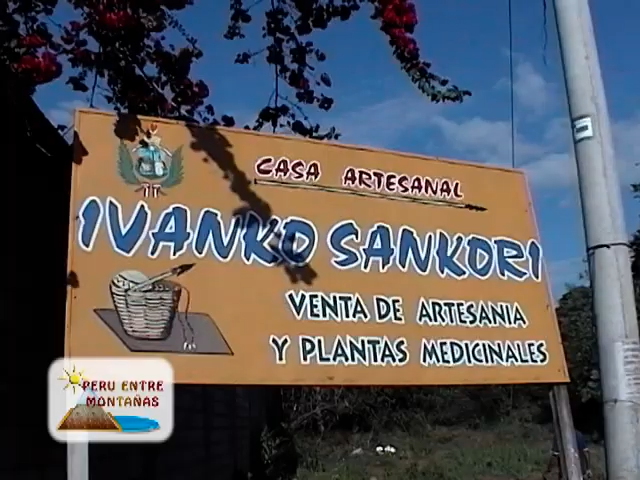 CASA ARTESANAL
IVANKO SANKORI
VENTA DE ARTESANIA
Y PLANTAS MEDICINALES
PERU ENTRE
MONTAÑAS